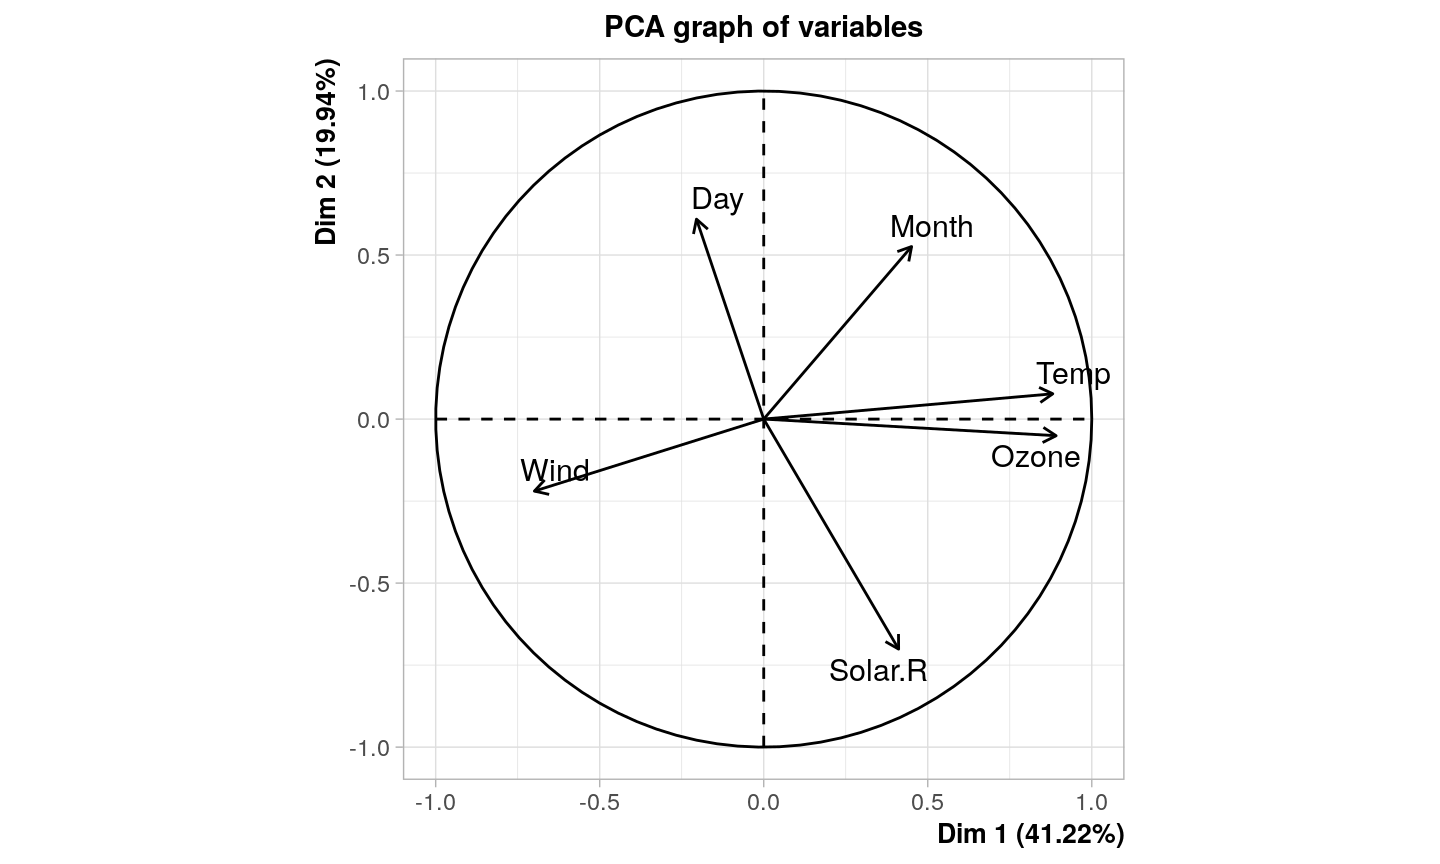 PCA graph of variables
Dim 2 (19.94%)
1.0
0.5
0.0
-0.5
-1.0
Day
Month
Temp
Ozone
Wind
Solar.R
-1.0
-0.5
0.0
0.5
1.0
Dim 1 (41.22%)